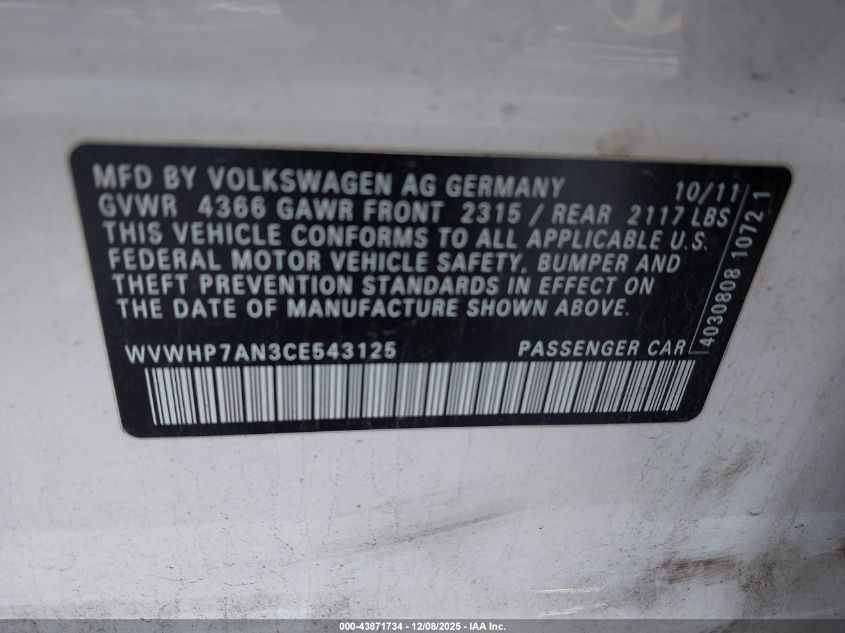 MFD BY VOLKSWAGEN AG GERMANY 10/11
GVWR 4366 GAWR FRONT 2315 / REAR 2117 LBS
THIS VEHICLE CONFORMS TO ALL APPLICABLE U.S.
FEDERAL MOTOR VEHICLE SAFETY, BUMPER AND
THEFT PREVENTION STANDARDS IN EFFECT ON
THE DATE OF MANUFACTURE SHOWN ABOVE.
WVWHP7AN3CE543125 PASSENGER CAR
4030808 1072 1
000-43871734 - 12/08/2025 - IAA Inc.